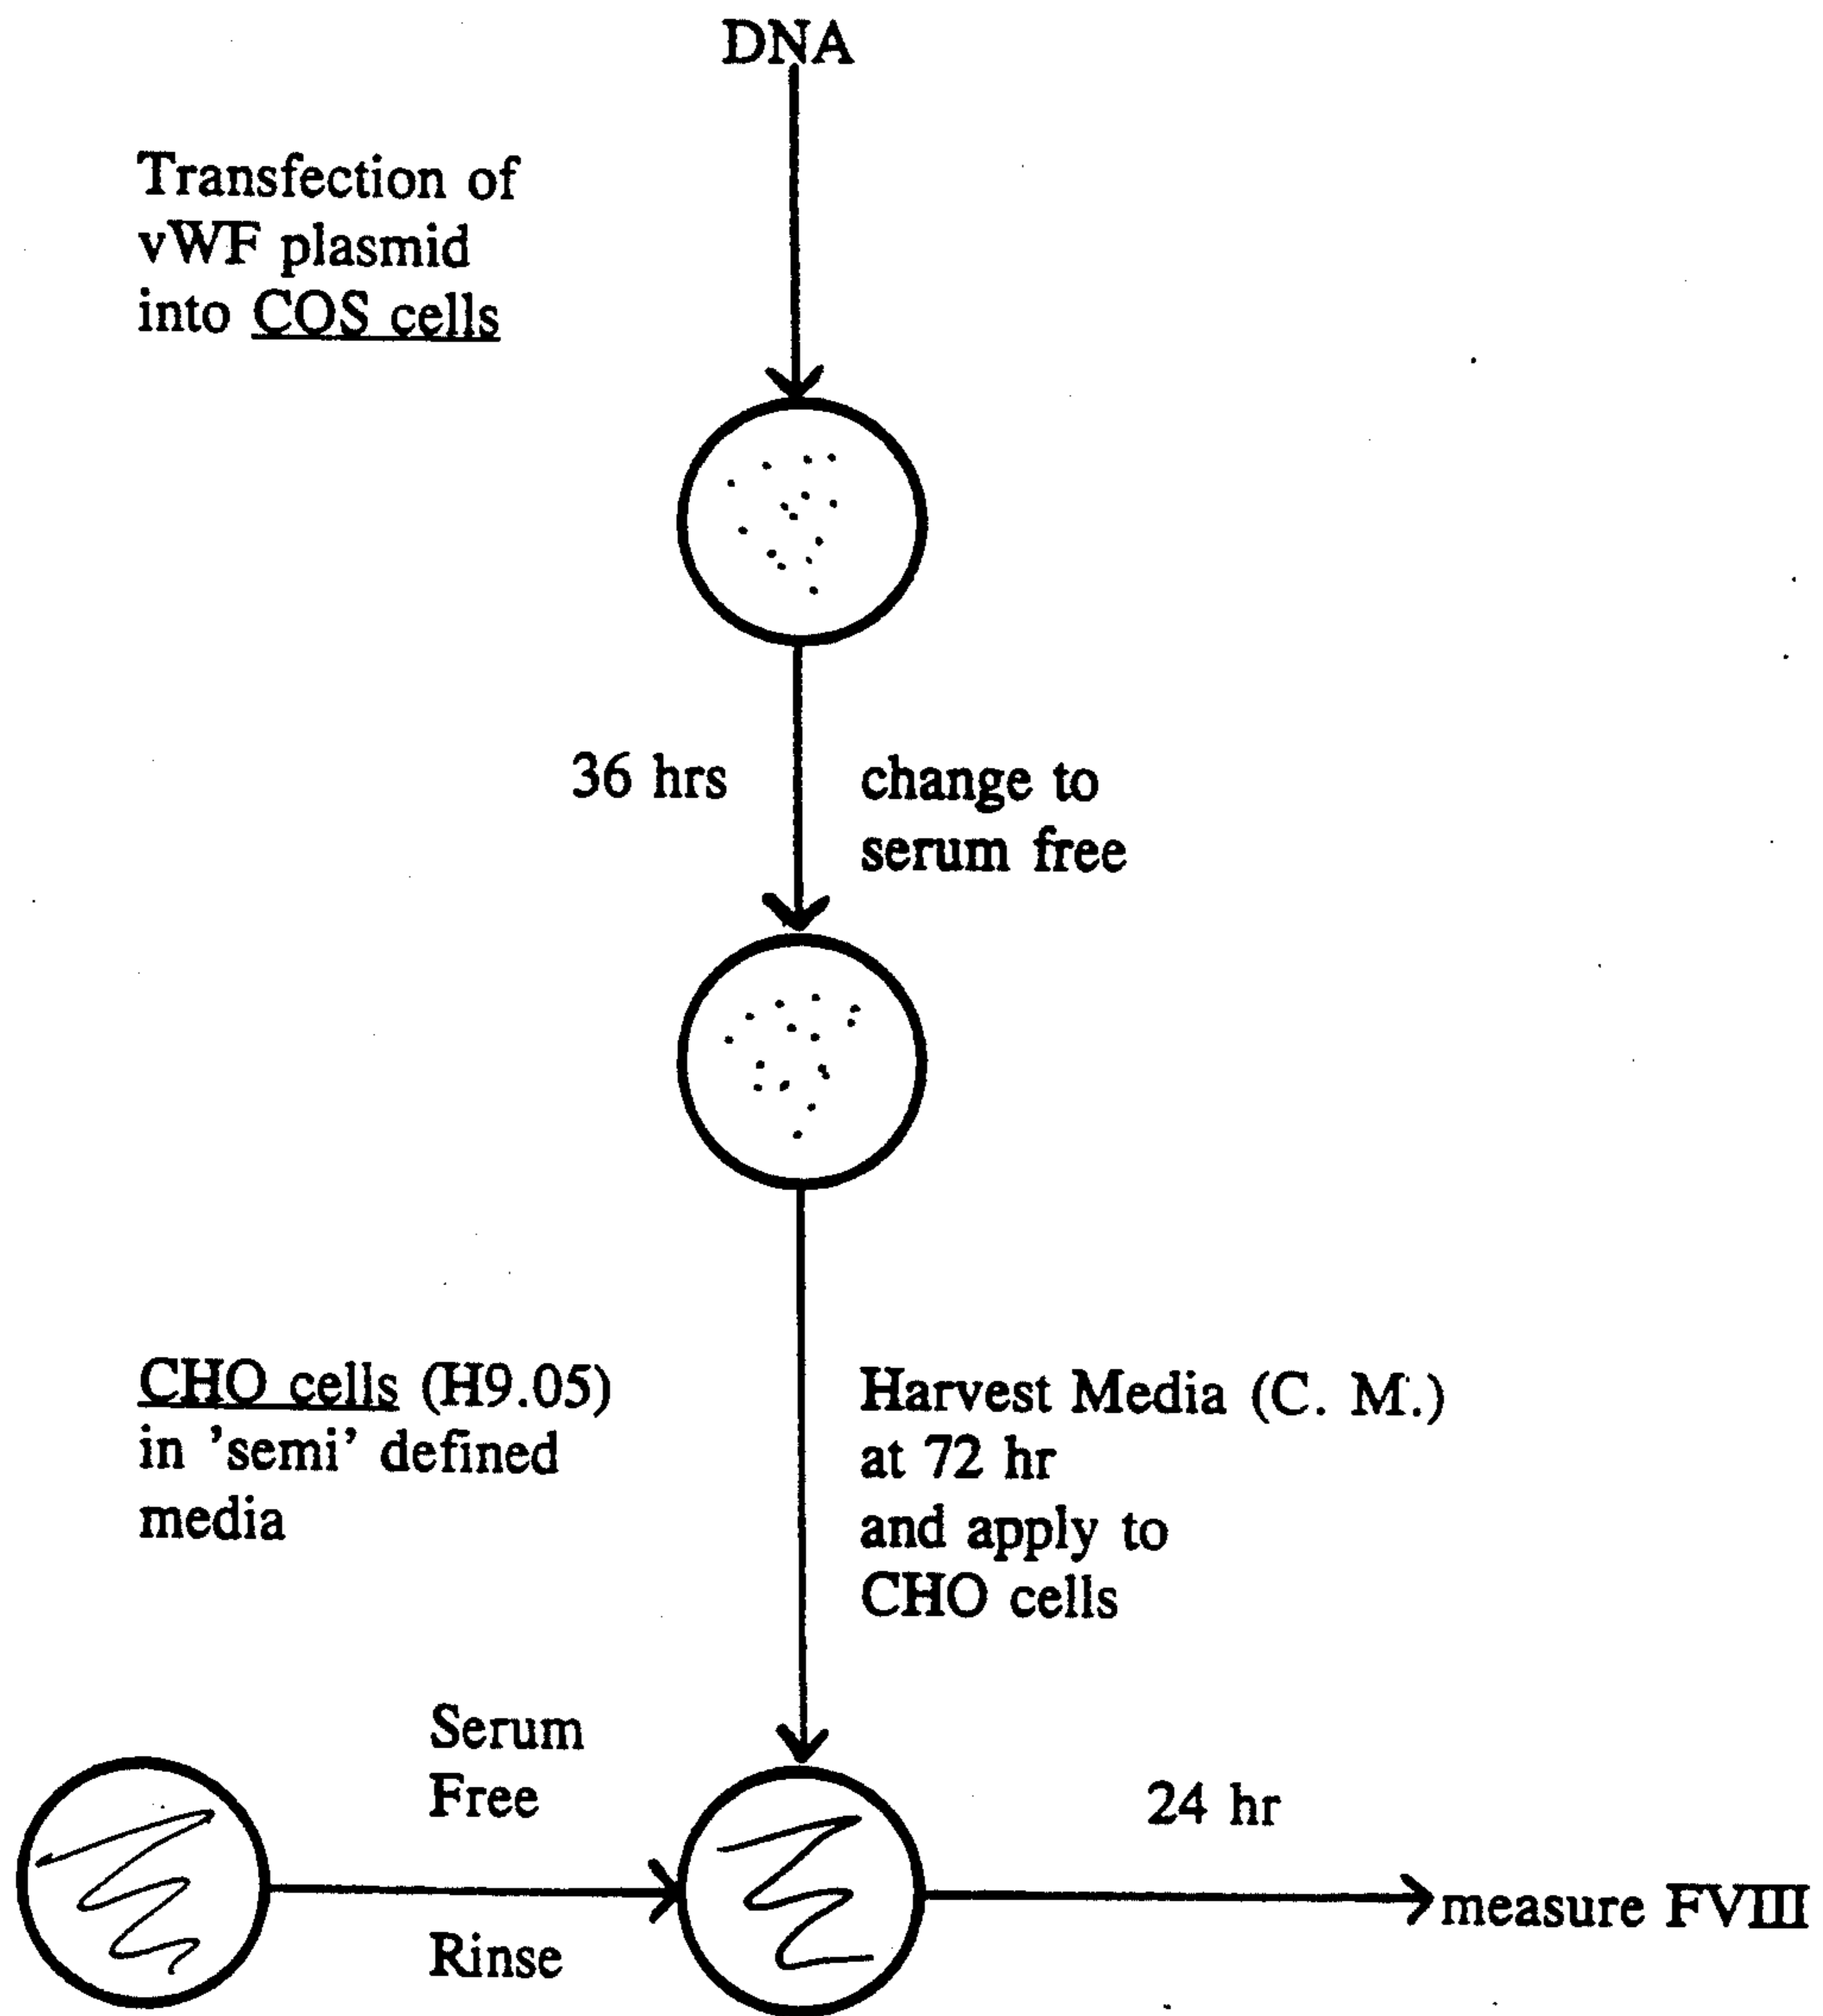 DNA
Transfection of
vWF plasmid
into COS cells
36 hrs
change to
serum free
CHO cells (H9.05)
in 'semi' defined
media
Harvest Media (C. M.)
at 72 hr
and apply to
CHO cells
Serum
Free
Rinse
24 hr
measure FVIII